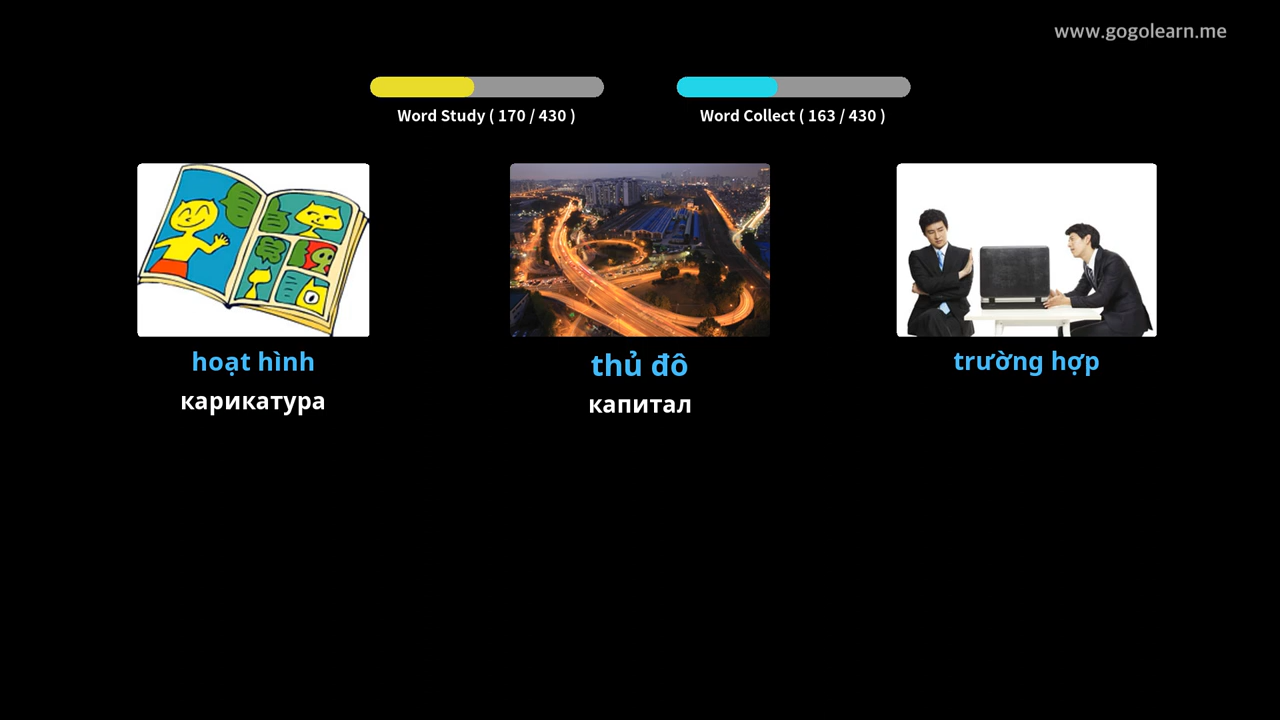 www.gogolearn.me
Word Study ( 170 / 430 )
Word Collect ( 163 / 430 )
hoạt hình
карикатура
thủ đô
капитал
trường hợp